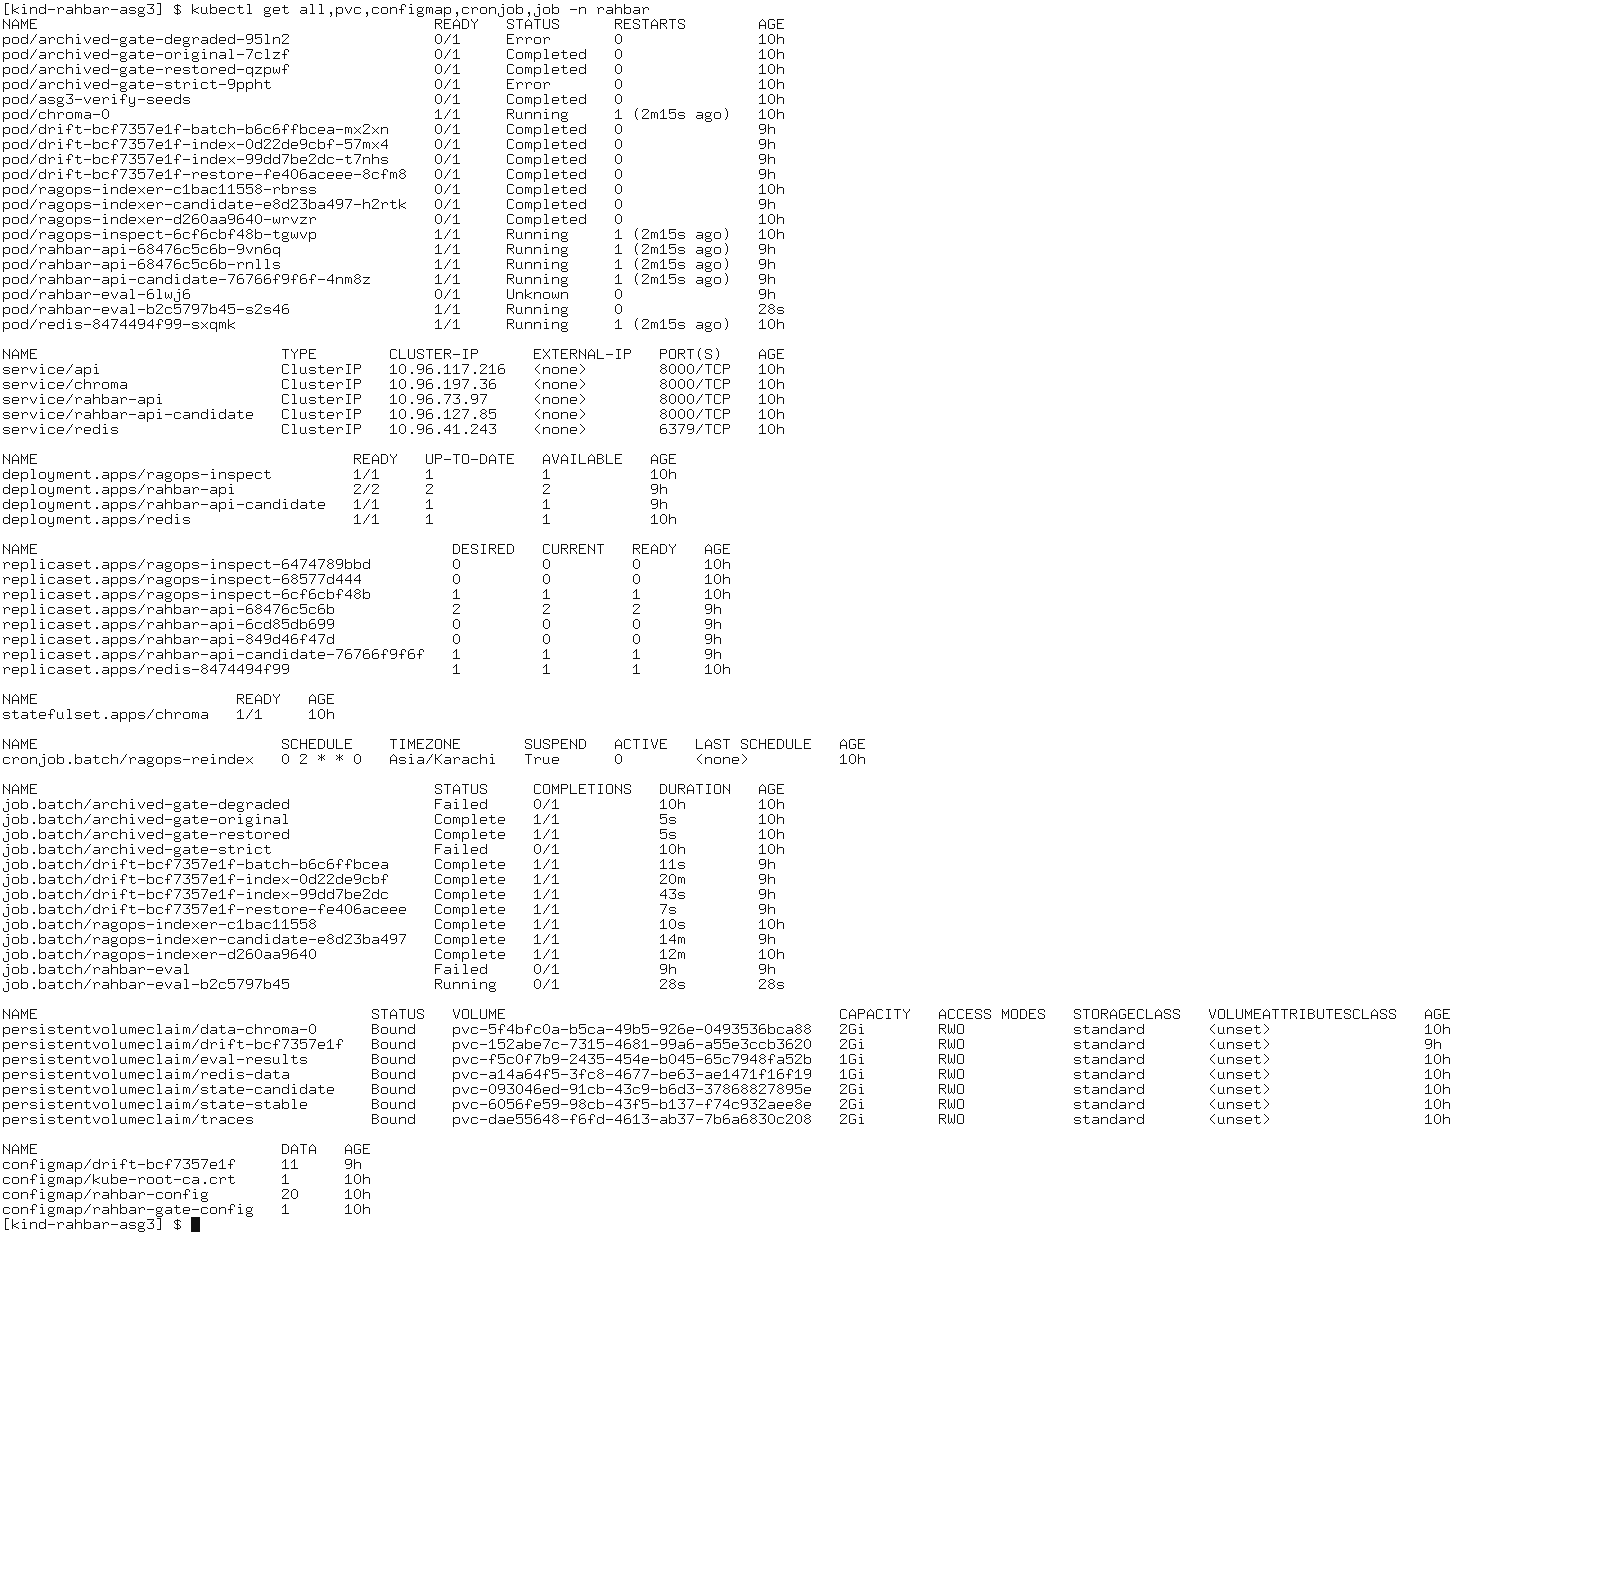 [kind-rahbar-asg3] $ kubectl get all,pvc,configmap,cronjob,job -n rahbar
NAME READY STATUS RESTARTS AGE
pod/archived-gate-degraded-95ln2 0/1 Error 0 10h
pod/archived-gate-original-7clzf 0/1 Completed 0 10h
pod/archived-gate-restored-qzpwf 0/1 Completed 0 10h
pod/archived-gate-strict-9ppht 0/1 Error 0 10h
pod/asg3-verify-seeds 0/1 Completed 0 10h
pod/chroma-0 1/1 Running 1 (2m15s ago) 10h
pod/drift-bcf7357e1f-batch-b6c6ffbcea-mx2xn 0/1 Completed 0 9h
pod/drift-bcf7357e1f-index-0d22de9cbf-57mx4 0/1 Completed 0 9h
pod/drift-bcf7357e1f-index-99dd7be2dc-t7nhs 0/1 Completed 0 9h
pod/drift-bcf7357e1f-restore-fe406aceee-8cfm8 0/1 Completed 0 9h
pod/ragops-indexer-c1bac11558-rbrss 0/1 Completed 0 10h
pod/ragops-indexer-candidate-e8d23ba497-h2rtk 0/1 Completed 0 9h
pod/ragops-indexer-d260aa9640-wrvzr 0/1 Completed 0 10h
pod/ragops-inspect-6cf6cbf48b-tgwvp 1/1 Running 1 (2m15s ago) 10h
pod/rahbar-api-68476c5c6b-9vn6q 1/1 Running 1 (2m15s ago) 9h
pod/rahbar-api-68476c5c6b-rnlls 1/1 Running 1 (2m15s ago) 9h
pod/rahbar-api-candidate-76766f9f6f-4nm8z 1/1 Running 1 (2m15s ago) 9h
pod/rahbar-eval-6lwj6 0/1 Unknown 0 9h
pod/rahbar-eval-b2c5797b45-s2s46 1/1 Running 0 28s
pod/redis-8474494f99-sxqmk 1/1 Running 1 (2m15s ago) 10h
NAME TYPE CLUSTER-IP EXTERNAL-IP PORT(S) AGE
service/api ClusterIP 10.96.117.216 <none> 8000/TCP 10h
service/chroma ClusterIP 10.96.197.36 <none> 8000/TCP 10h
service/rahbar-api ClusterIP 10.96.73.97 <none> 8000/TCP 10h
service/rahbar-api-candidate ClusterIP 10.96.127.85 <none> 8000/TCP 10h
service/redis ClusterIP 10.96.41.243 <none> 6379/TCP 10h
NAME READY UP-TO-DATE AVAILABLE AGE
deployment.apps/ragops-inspect 1/1 1 1 10h
deployment.apps/rahbar-api 2/2 2 2 9h
deployment.apps/rahbar-api-candidate 1/1 1 1 9h
deployment.apps/redis 1/1 1 1 10h
NAME DESIRED CURRENT READY AGE
replicaset.apps/ragops-inspect-6474789bbd 0 0 0 10h
replicaset.apps/ragops-inspect-68577d444 0 0 0 10h
replicaset.apps/ragops-inspect-6cf6cbf48b 1 1 1 10h
replicaset.apps/rahbar-api-68476c5c6b 2 2 2 9h
replicaset.apps/rahbar-api-6cd85db699 0 0 0 9h
replicaset.apps/rahbar-api-849d46f47d 0 0 0 9h
replicaset.apps/rahbar-api-candidate-76766f9f6f 1 1 1 9h
replicaset.apps/redis-8474494f99 1 1 1 10h
NAME READY AGE
statefulset.apps/chroma 1/1 10h
NAME SCHEDULE TIMEZONE SUSPEND ACTIVE LAST SCHEDULE AGE
cronjob.batch/ragops-reindex 0 2 * * 0 Asia/Karachi True 0 <none> 10h
NAME STATUS COMPLETIONS DURATION AGE
job.batch/archived-gate-degraded Failed 0/1 10h 10h
job.batch/archived-gate-original Complete 1/1 5s 10h
job.batch/archived-gate-restored Complete 1/1 5s 10h
job.batch/archived-gate-strict Failed 0/1 10h 10h
job.batch/drift-bcf7357e1f-batch-b6c6ffbcea Complete 1/1 11s 9h
job.batch/drift-bcf7357e1f-index-0d22de9cbf Complete 1/1 20m 9h
job.batch/drift-bcf7357e1f-index-99dd7be2dc Complete 1/1 43s 9h
job.batch/drift-bcf7357e1f-restore-fe406aceee Complete 1/1 7s 9h
job.batch/ragops-indexer-c1bac11558 Complete 1/1 10s 10h
job.batch/ragops-indexer-candidate-e8d23ba497 Complete 1/1 14m 9h
job.batch/ragops-indexer-d260aa9640 Complete 1/1 12m 10h
job.batch/rahbar-eval Failed 0/1 9h 9h
job.batch/rahbar-eval-b2c5797b45 Running 0/1 28s 28s
NAME STATUS VOLUME CAPACITY ACCESS MODES STORAGECLASS VOLUMEATTRIBUTESCLASS AGE
persistentvolumeclaim/data-chroma-0 Bound pvc-5f4bfc0a-b5ca-49b5-926e-0493536bca88 2Gi RWO standard <unset> 10h
persistentvolumeclaim/drift-bcf7357e1f Bound pvc-152abe7c-7315-4681-99a6-a55e3ccb3620 2Gi RWO standard <unset> 9h
persistentvolumeclaim/eval-results Bound pvc-f5c0f7b9-2435-454e-b045-65c7948fa52b 1Gi RWO standard <unset> 10h
persistentvolumeclaim/redis-data Bound pvc-a14a64f5-3fc8-4677-be63-ae1471f16f19 1Gi RWO standard <unset> 10h
persistentvolumeclaim/state-candidate Bound pvc-093046ed-91cb-43c9-b6d3-37868827895e 2Gi RWO standard <unset> 10h
persistentvolumeclaim/state-stable Bound pvc-6056fe59-98cb-43f5-b137-f74c932aee8e 2Gi RWO standard <unset> 10h
persistentvolumeclaim/traces Bound pvc-dae55648-f6fd-4613-ab37-7b6a6830c208 2Gi RWO standard <unset> 10h
NAME DATA AGE
configmap/drift-bcf7357e1f 11 9h
configmap/kube-root-ca.crt 1 10h
configmap/rahbar-config 20 10h
configmap/rahbar-gate-config 1 10h
[kind-rahbar-asg3] $